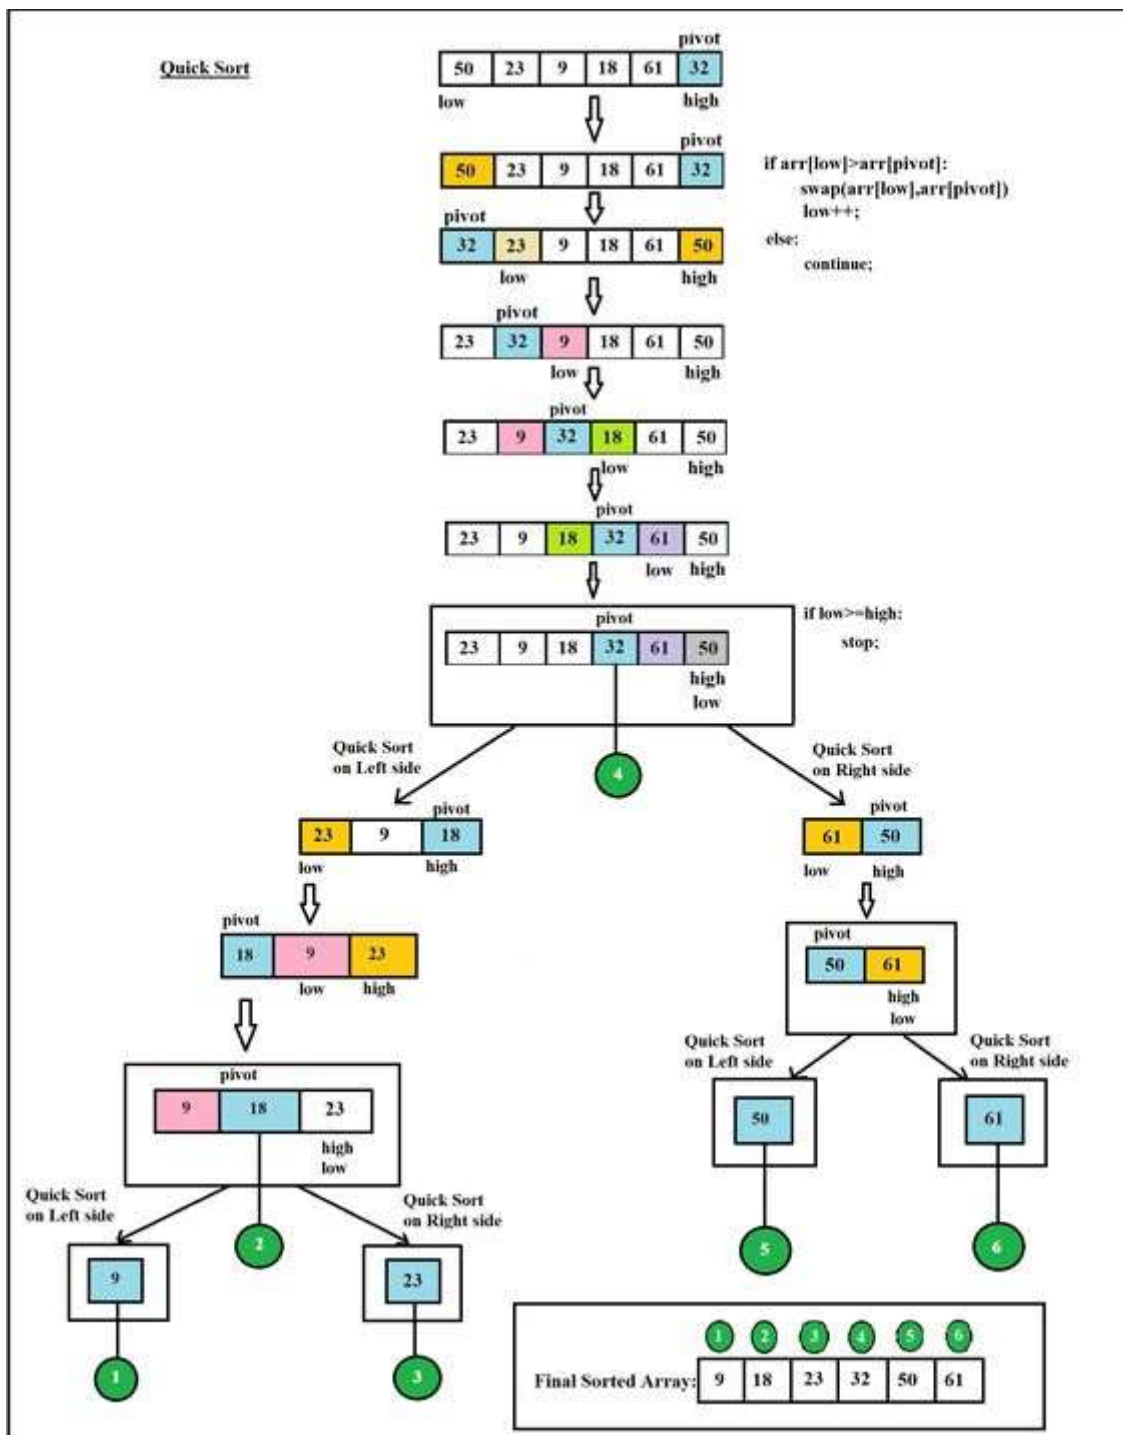 Quick Sort
pivot
50 23 9 18 61 32
low high
pivot
50 23 9 18 61 32
if arr[low]>arr[pivot]:
swap(arr[low],arr[pivot])
low++;
else:
continue;
pivot
32 23 9 18 61 50
low high
pivot
23 32 9 18 61 50
low high
pivot
23 9 32 18 61 50
low high
pivot
23 9 18 32 61 50
low high
if low>=high:
stop;
pivot
23 9 18 32 61 50
high
low
Quick Sort
on Left side
4
Quick Sort
on Right side
pivot
23 9 18
low high
pivot
61 50
low high
pivot
18 9 23
low high
pivot
50 61
high
low
Quick Sort
on Left side
Quick Sort
on Right side
50
61
pivot
9 18 23
high
low
Quick Sort
on Left side
Quick Sort
on Right side
2
5
6
9
23
1
3
1 2 3 4 5 6
Final Sorted Array: 9 18 23 32 50 61